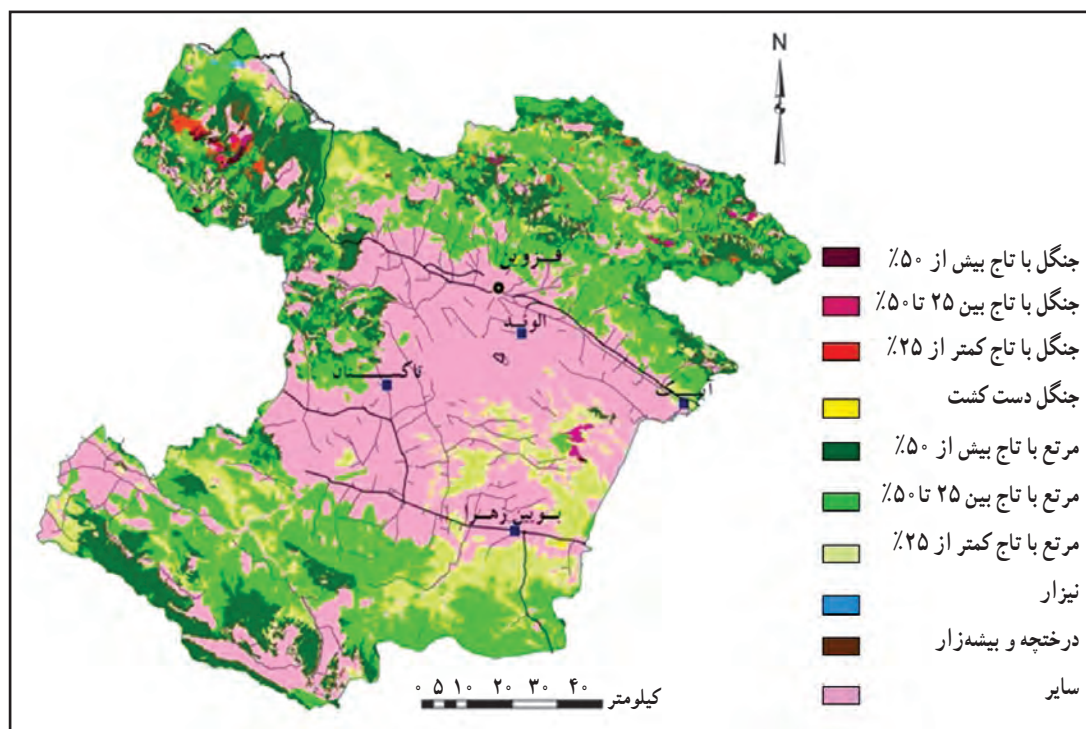 N
قزوین
الوند
تاکستان
آبیک
بویین زهرا
جنگل با تاج بیش از ۵۰٪
جنگل با تاج بین ۲۵ تا ۵۰٪
جنگل با تاج کمتر از ۲۵٪
جنگل دست کشت
مرتع با تاج بیش از ۵۰٪
مرتع با تاج بین ۲۵ تا ۵۰٪
مرتع با تاج کمتر از ۲۵٪
نیزار
درختچه و بیشه‌زار
سایر
۰ ۵ ۱۰ ۲۰ ۳۰ ۴۰ کیلومتر